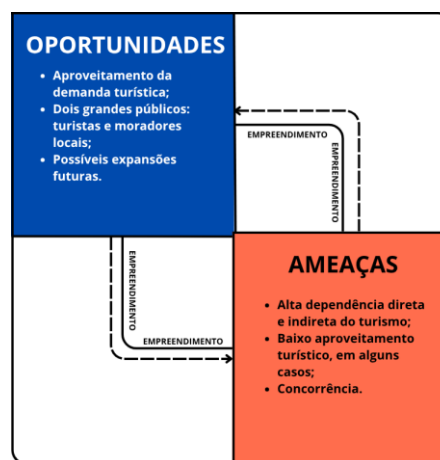 OPORTUNIDADES
• Aproveitamento da
demanda turística;
• Dois grandes públicos:
turistas e moradores
locais;
• Possíveis expansões
futuras.
EMPREENDIMENTO
EMPREENDIMENTO
EMPREENDIMENTO
EMPREENDIMENTO
AMEAÇAS
• Alta dependência direta
e indireta do turismo;
• Baixo aproveitamento
turístico, em alguns
casos;
• Concorrência.